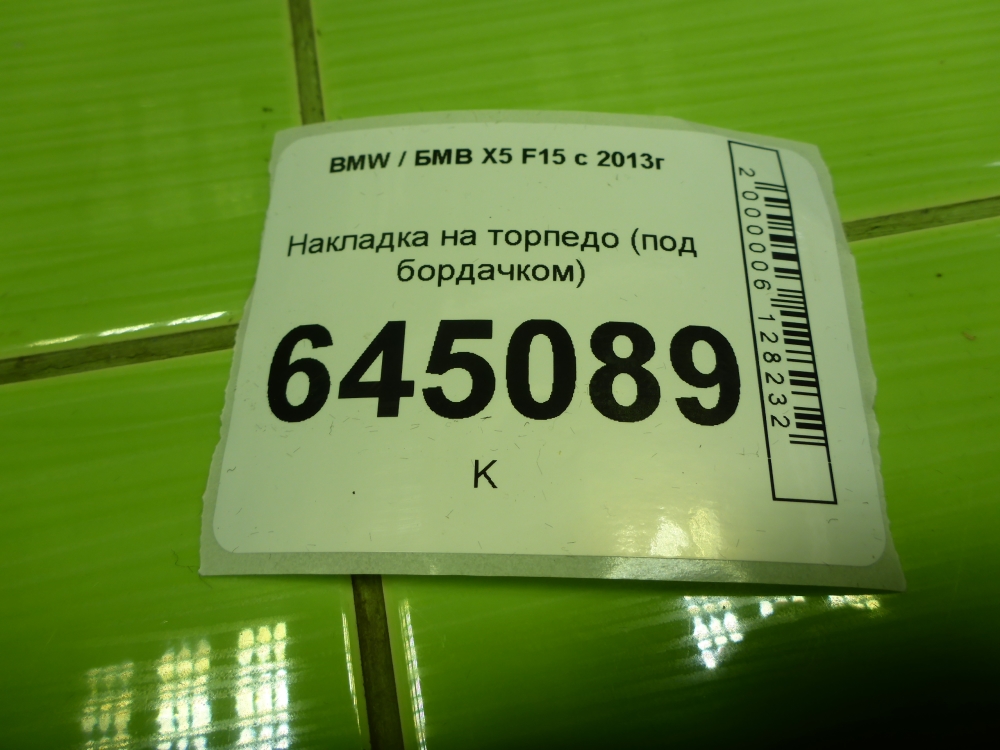 BMW / БМВ X5 F15 с 2013г
Накладка на торпедо (под
бордачком)
645089
К
2000006128232